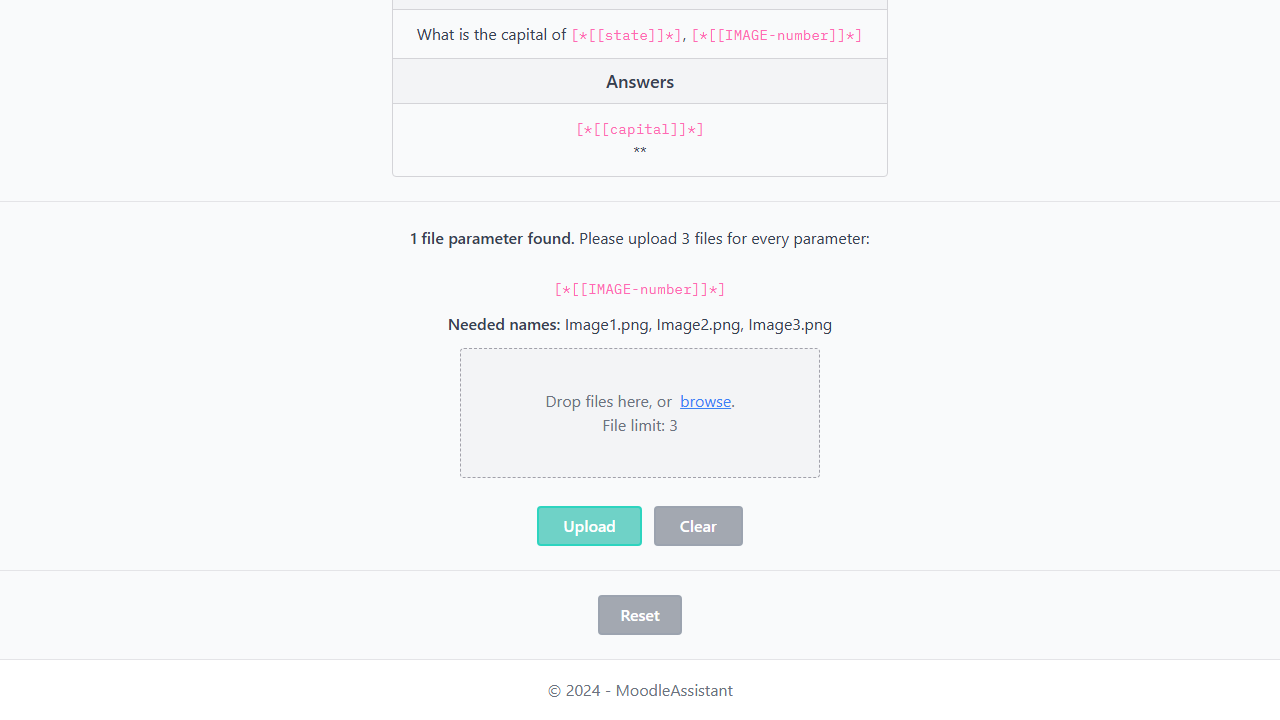 What is the capital of [*[[state]]*], [*[[IMAGE-number]]*]
Answers
[*[[capital]]*]
**
1 file parameter found. Please upload 3 files for every parameter:
[*[[IMAGE-number]]*]
Needed names: Image1.png, Image2.png, Image3.png
Drop files here, or browse.
File limit: 3
Upload Clear
Reset
© 2024 - MoodleAssistant